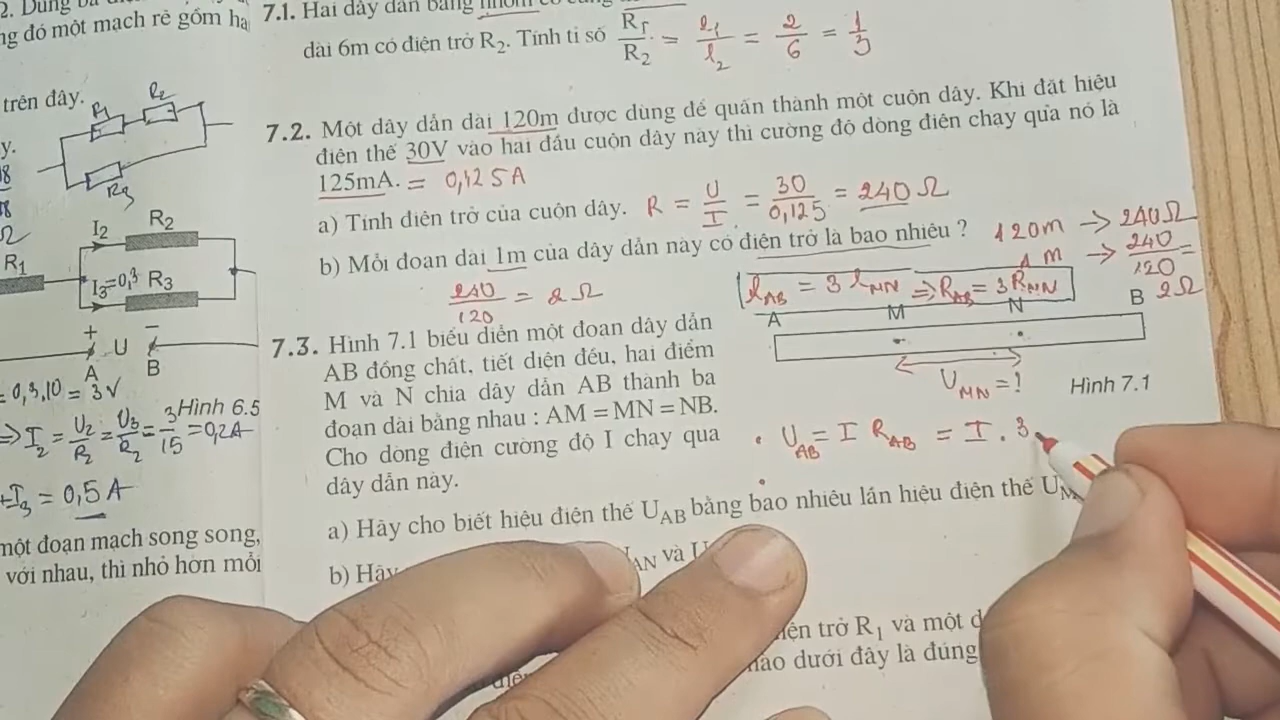 ng đó một mạch rẽ gồm
trên đây.
R1
R2
R3
R1
I2
R2
I3=0,3
R3
+
−
U
A
B
= 0,3.10 = 3V
Hình 6.5
=> I2 = U2/R2 = U3/R2 = 3/15 = 0,2A
+I3 = 0,5A
một đoạn mạch song song,
với nhau, thì nhỏ hơn mỗi
7.1. Hai dây dẫn bằng nhôm
dài 6m có điện trở R2. Tính tỉ số R1/R2 = l1/l2 = 2/6 = 1/3
7.2. Một dây dẫn dài 120m được dùng để quấn thành một cuộn dây. Khi đặt hiệu
điện thế 30V vào hai đầu cuộn dây này thì cường độ dòng điện chạy qua nó là
125mA. = 0,125A
a) Tính điện trở của cuộn dây. R = U/I = 30/0,125 = 240 Ω
b) Mỗi đoạn dài 1m của dây dẫn này có điện trở là bao nhiêu ?
120m → 240Ω
1m → 240/120 = 2Ω
240/120 = 2Ω
lAB = 3 lMN => RAB = 3RMN
A
M
N
B
UMN = !
Hình 7.1
7.3. Hình 7.1 biểu diễn một đoạn dây dẫn
AB đồng chất, tiết diện đều, hai điểm
M và N chia dây dẫn AB thành ba
đoạn dài bằng nhau : AM = MN = NB.
Cho dòng điện cường độ I chạy qua
dây dẫn này.
• UAB = I RAB = I . 3
a) Hãy cho biết hiệu điện thế UAB bằng bao nhiêu lần hiệu điện thế
b) Hãy
AN và
điện trở R1 và một
nào dưới đây là đúng